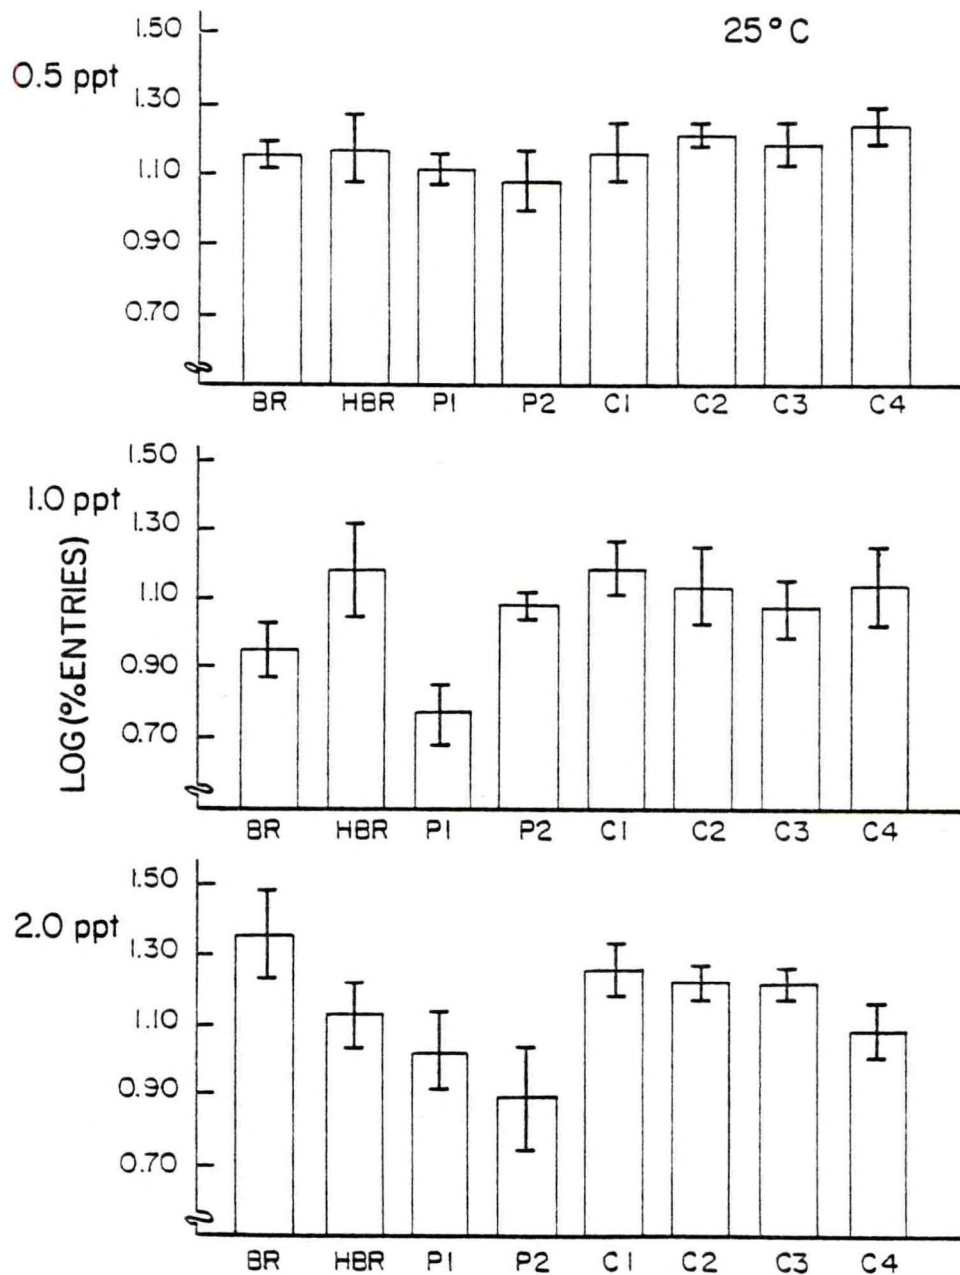 25°C
0.5 ppt
1.50
1.30
1.10
0.90
0.70
BR HBR P1 P2 C1 C2 C3 C4
1.0 ppt
LOG (%ENTRIES)
1.50
1.30
1.10
0.90
0.70
BR HBR P1 P2 C1 C2 C3 C4
2.0 ppt
1.50
1.30
1.10
0.90
0.70
BR HBR P1 P2 C1 C2 C3 C4